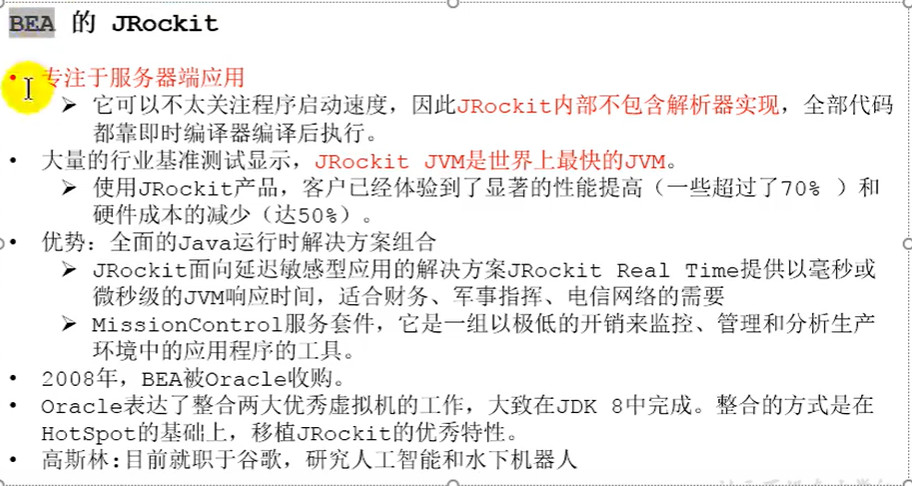 BEA 的 JRockit
• 专注于服务器端应用
➢ 它可以不太关注程序启动速度，因此JRockit内部不包含解析器实现，全部代码
都靠即时编译器编译后执行。
• 大量的行业基准测试显示，JRockit JVM是世界上最快的JVM。
➢ 使用JRockit产品，客户已经体验到了显著的性能提高（一些超过了70% ）和
硬件成本的减少（达50%）。
• 优势：全面的Java运行时解决方案组合
➢ JRockit面向延迟敏感型应用的解决方案JRockit Real Time提供以毫秒或
微秒级的JVM响应时间，适合财务、军事指挥、电信网络的需要
➢ MissionControl服务套件，它是一组以极低的开销来监控、管理和分析生产
环境中的应用程序的工具。
• 2008年，BEA被Oracle收购。
• Oracle表达了整合两大优秀虚拟机的工作，大致在JDK 8中完成。整合的方式是在
HotSpot的基础上，移植JRockit的优秀特性。
• 高斯林:目前就职于谷歌，研究人工智能和水下机器人